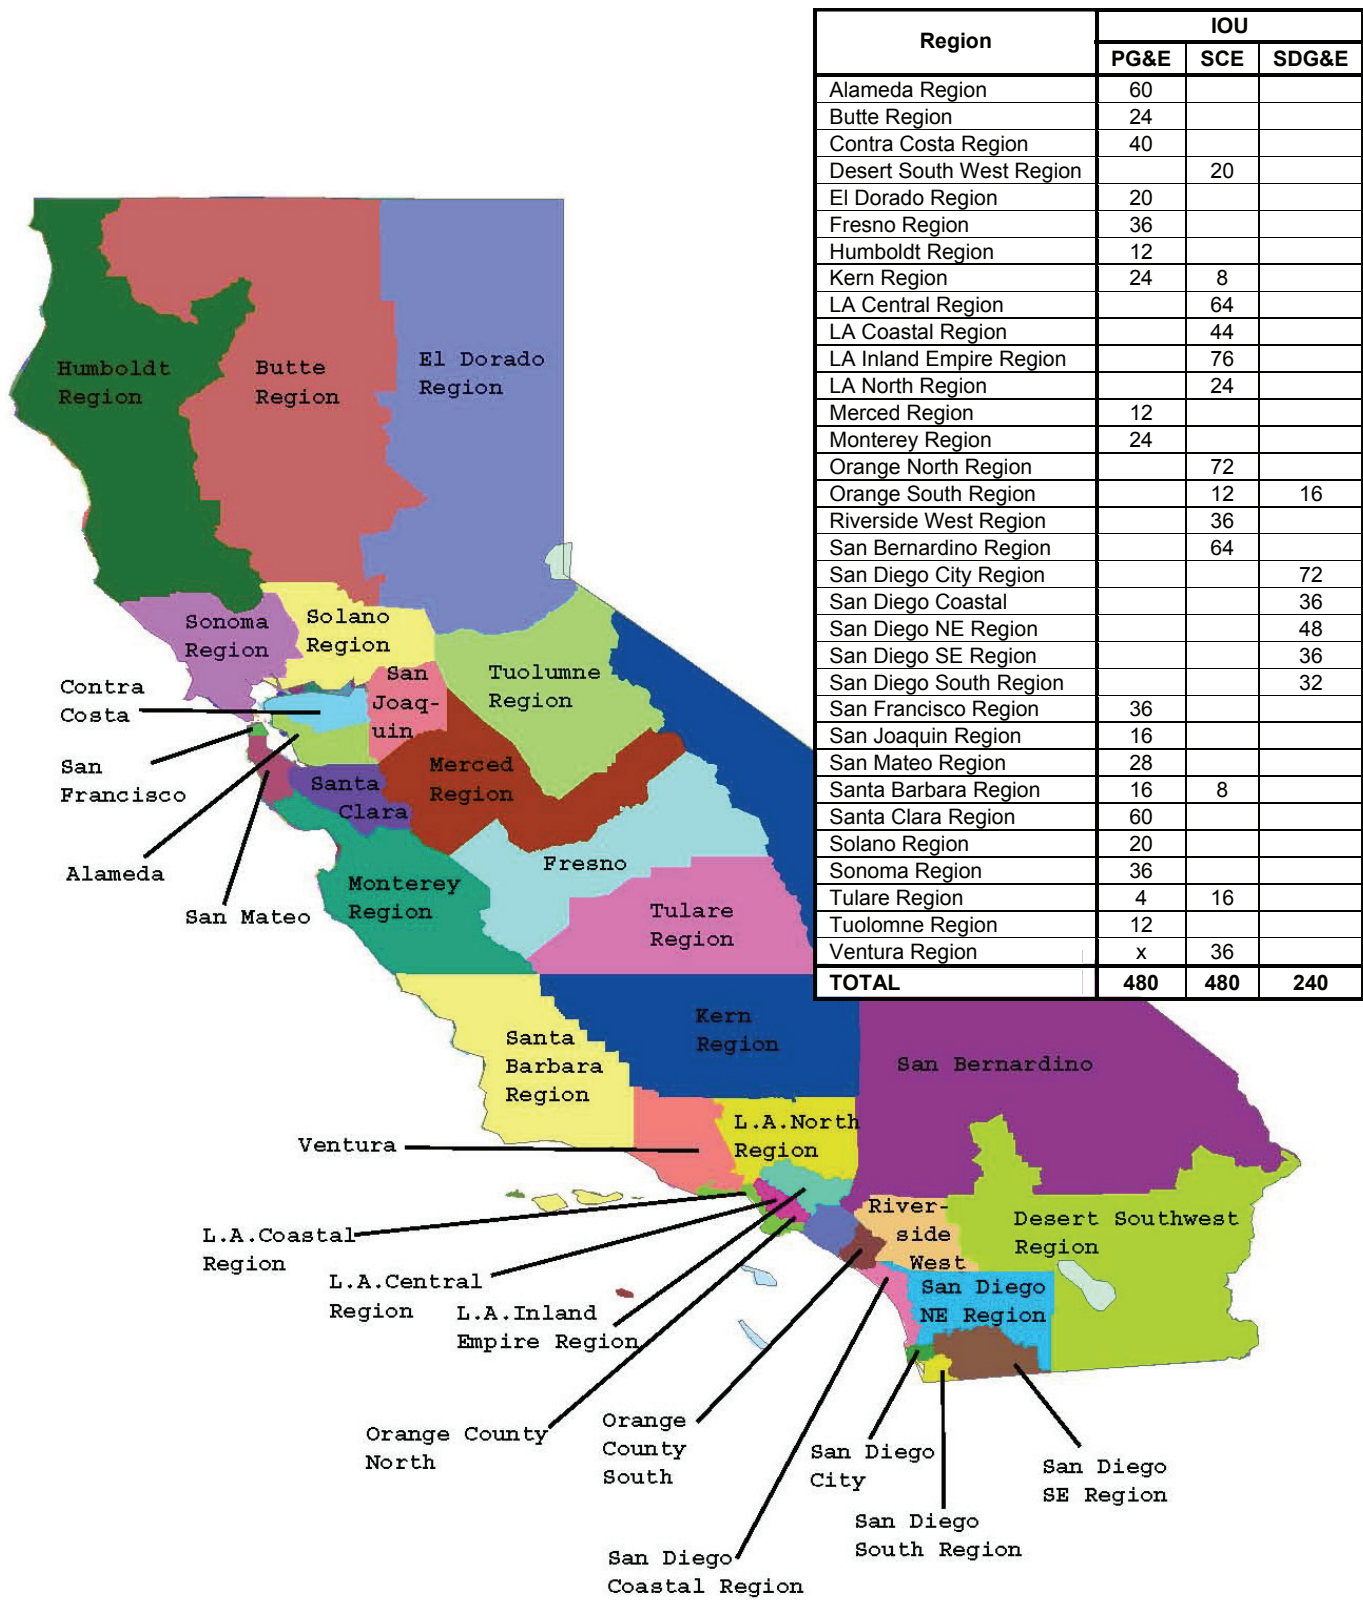 Region IOU
PG&E SCE SDG&E
Alameda Region 60
Butte Region 24
Contra Costa Region 40
Desert South West Region 20
El Dorado Region 20
Fresno Region 36
Humboldt Region 12
Kern Region 24 8
LA Central Region 64
LA Coastal Region 44
LA Inland Empire Region 76
LA North Region 24
Merced Region 12
Monterey Region 24
Orange North Region 72
Orange South Region 12 16
Riverside West Region 36
San Bernardino Region 64
San Diego City Region 72
San Diego Coastal 36
San Diego NE Region 48
San Diego SE Region 36
San Diego South Region 32
San Francisco Region 36
San Joaquin Region 16
San Mateo Region 28
Santa Barbara Region 16 8
Santa Clara Region 60
Solano Region 20
Sonoma Region 36
Tulare Region 4 16
Tuolomne Region 12
Ventura Region x 36
TOTAL 480 480 240
Humboldt
Region
Butte
Region
El Dorado
Region
Sonoma
Region
Solano
Region
Contra
Costa
San
Joaq-
uin
Tuolumne
Region
San
Francisco
Santa
Clara
Merced
Region
Alameda
San Mateo
Monterey
Region
Fresno
Tulare
Region
Santa
Barbara
Region
Kern
Region
San Bernardino
Ventura
L.A.North
Region
L.A.Coastal
Region
L.A.Central
Region
L.A.Inland
Empire Region
River-
side
West
Desert Southwest
Region
San Diego
NE Region
Orange County
North
Orange
County
South
San Diego
City
San Diego
SE Region
San Diego
South Region
San Diego
Coastal Region